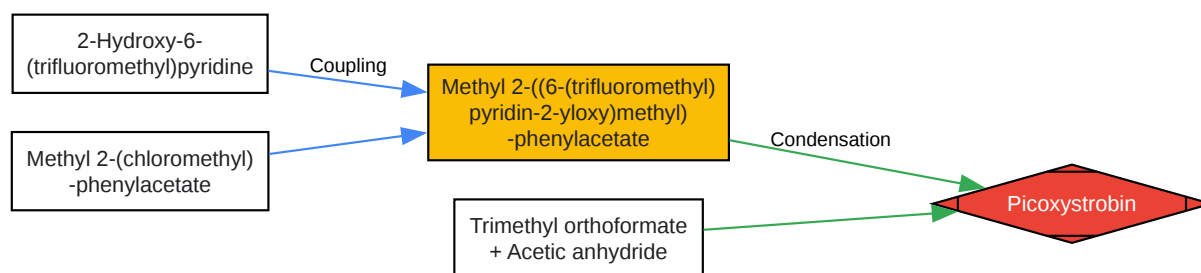 2-Hydroxy-6-
(trifluoromethyl)pyridine
Coupling
Methyl 2-(chloromethyl)
-phenylacetate
Methyl 2-((6-(trifluoromethyl)
pyridin-2-yloxy)methyl)
-phenylacetate
Condensation
Trimethyl orthoformate
+ Acetic anhydride
Picoxystrobin